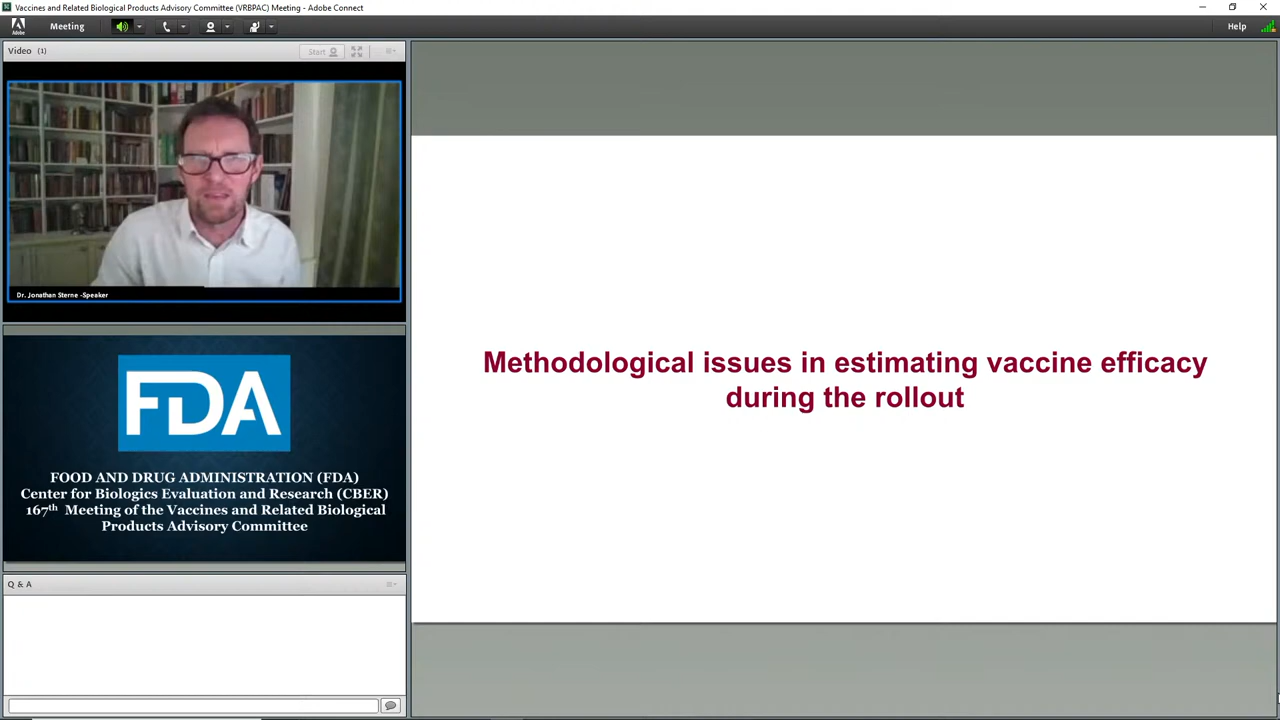 Vaccines and Related Biological Products Advisory Committee (VRBPAC) Meeting - Adobe Connect
Adobe
Meeting
Help
Video (1)
Start
Dr. Jonathan Sterne -Speaker
Methodological issues in estimating vaccine efficacy
during the rollout
FDA
FOOD AND DRUG ADMINISTRATION (FDA)
Center for Biologics Evaluation and Research (CBER)
167th Meeting of the Vaccines and Related Biological
Products Advisory Committee
Q & A